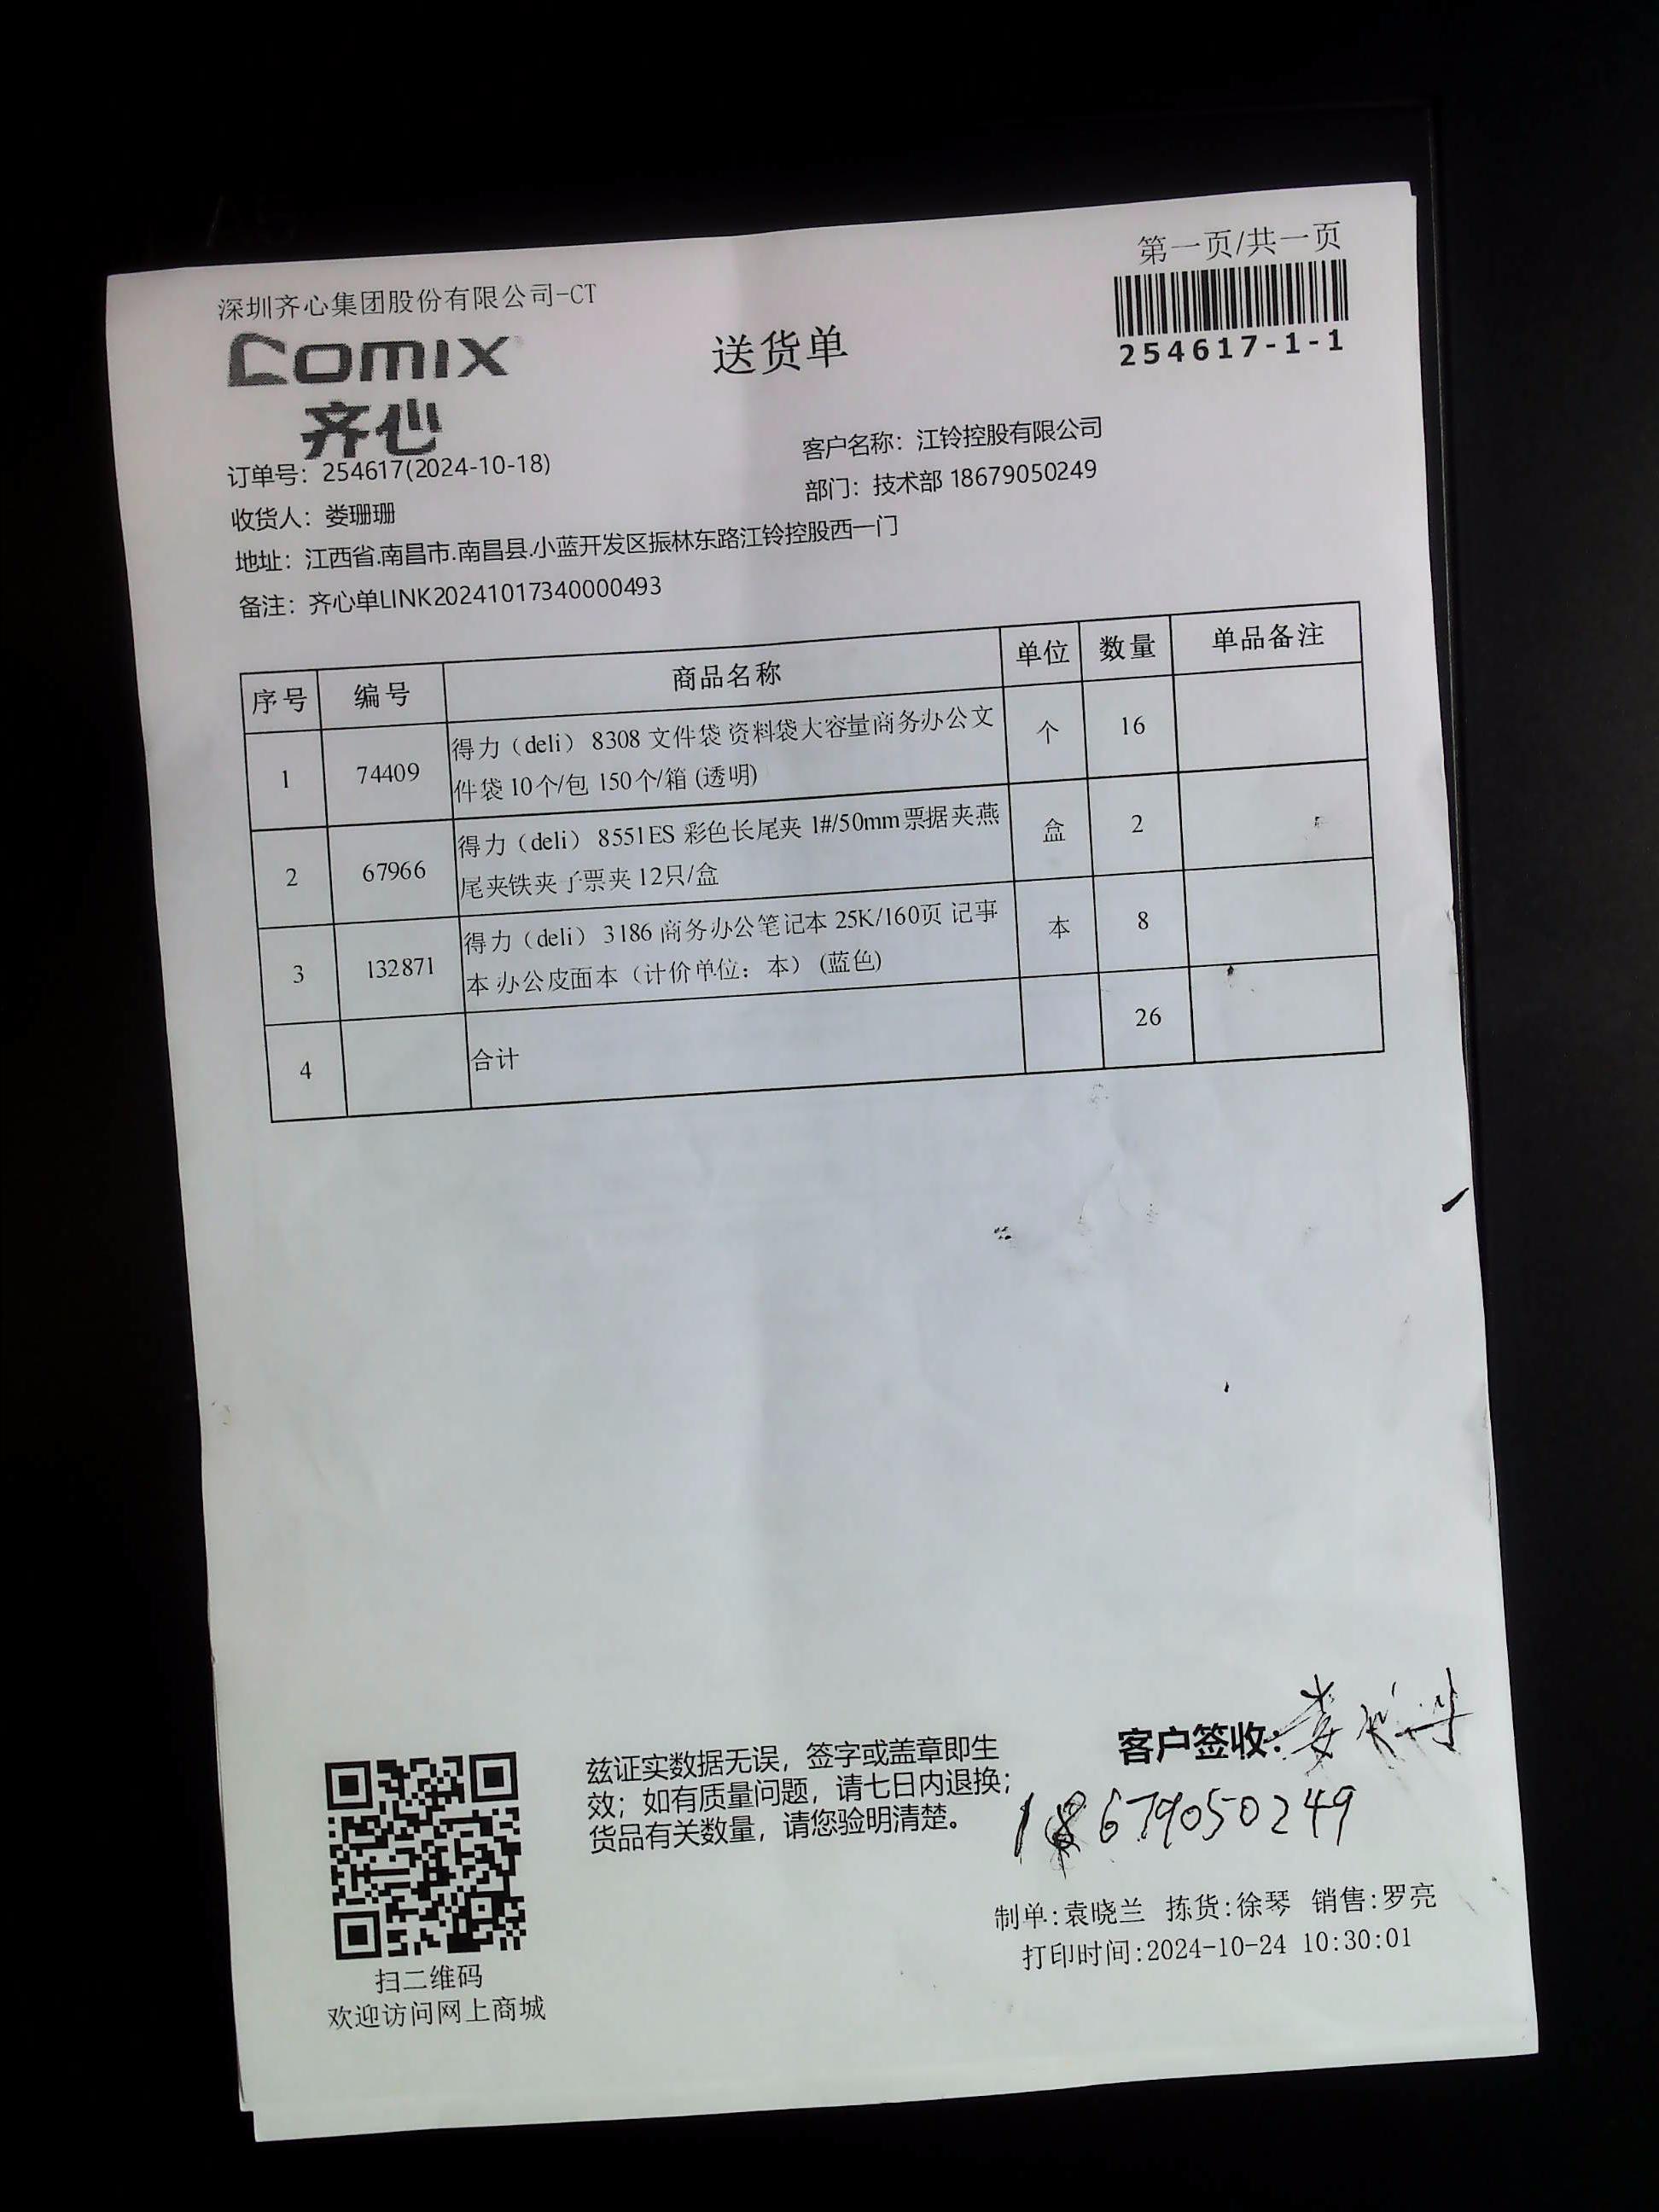 第一页/共一页
深圳齐心集团股份有限公司-CT
COMIX
齐心
送货单
254617-1-1
订单号：254617(2024-10-18)
客户名称：江铃控股有限公司
收货人：娄珊珊
部门：技术部 18679050249
地址：江西省.南昌市.南昌县.小蓝开发区振林东路江铃控股西一门
备注：齐心单LINK20241017340000493
序号 编号 商品名称 单位 数量 单品备注
1 74409 得力（deli） 8308 文件袋 资料袋大容量商务办公文 个 16
件袋 10个/包 150个/箱 (透明)
2 67966 得力（deli） 8551ES 彩色长尾夹 1#/50mm票据夹燕 盒 2
尾夹铁夹子票夹 12只/盒
3 132871 得力（deli） 3186 商务办公笔记本 25K/160页 记事 本 8
本 办公皮面本（计价单位：本） (蓝色)
4 合计 26
兹证实数据无误，签字或盖章即生
效；如有质量问题，请七日内退换；
货品有关数量，请您验明清楚。
客户签收：娄珊珊
18679050249
制单:袁晓兰 拣货:徐琴 销售:罗亮
打印时间:2024-10-24 10:30:01
扫二维码
欢迎访问网上商城